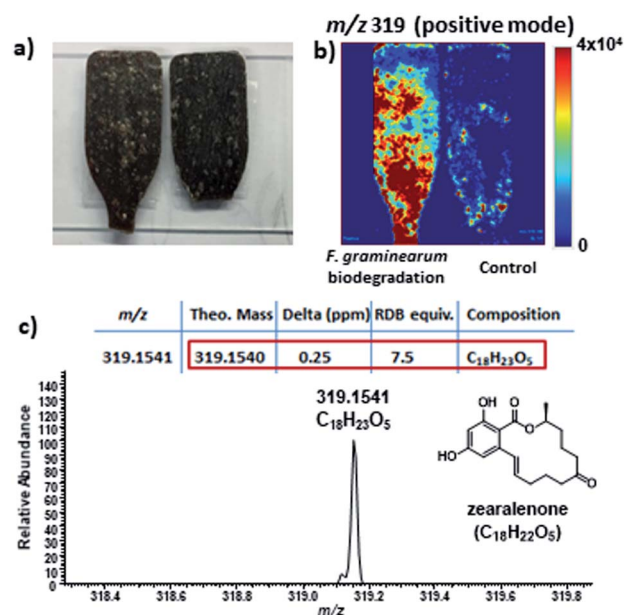 m/z 319 (positive mode)
a)
b)
4x10⁴
0
F. graminearum
biodegradation
Control
c)
m/z Theo. Mass Delta (ppm) RDB equiv. Composition
319.1541 319.1540 0.25 7.5 C₁₈H₂₃O₅
319.1541
C₁₈H₂₃O₅
Relative Abundance
140
130
120
110
100
90
80
70
60
50
40
30
20
10
0
318.4 318.6 318.8 319.0 319.2 319.4 319.6 319.8
m/z
OH O
O
HO
O
zearalenone
(C₁₈H₂₂O₅)